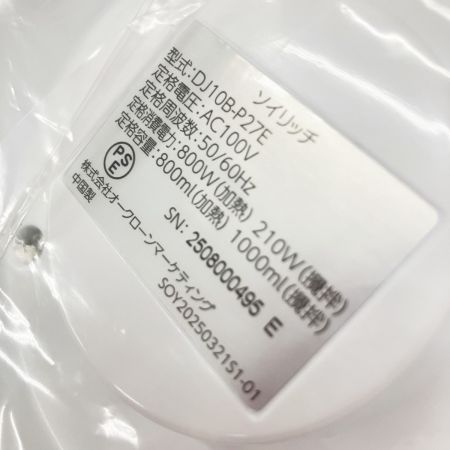 ソイリッチ
型式:DJ10B-P27E
定格電圧:AC100V
定格周波数:50/60Hz
定格消費電力:800W(加熱) 210W(攪拌)
定格容量:800ml(加熱) 1000ml(攪拌)
PSE
SN: 2508000495 E
株式会社オークローンマーケティング
中国製
SOY20250321S1-01